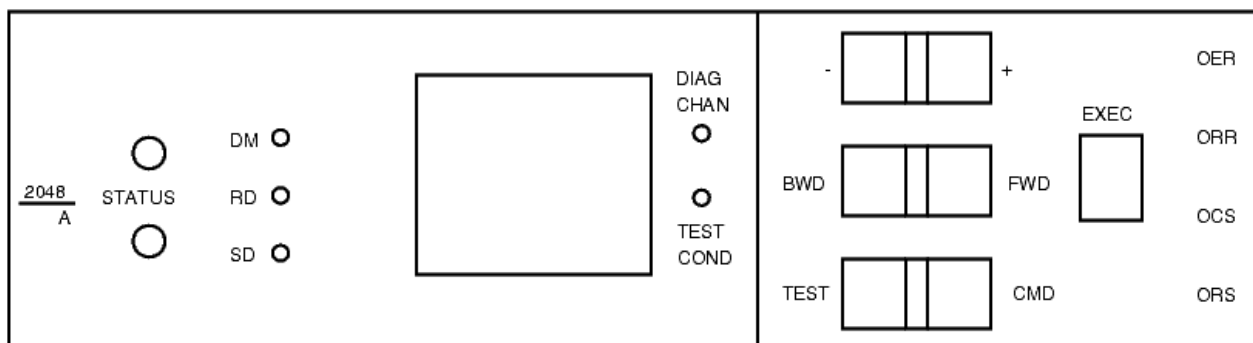 2048
A
STATUS
DM
RD
SD
DIAG
CHAN
TEST
COND
- +
BWD FWD
TEST CMD
EXEC
OER
ORR
OCS
ORS